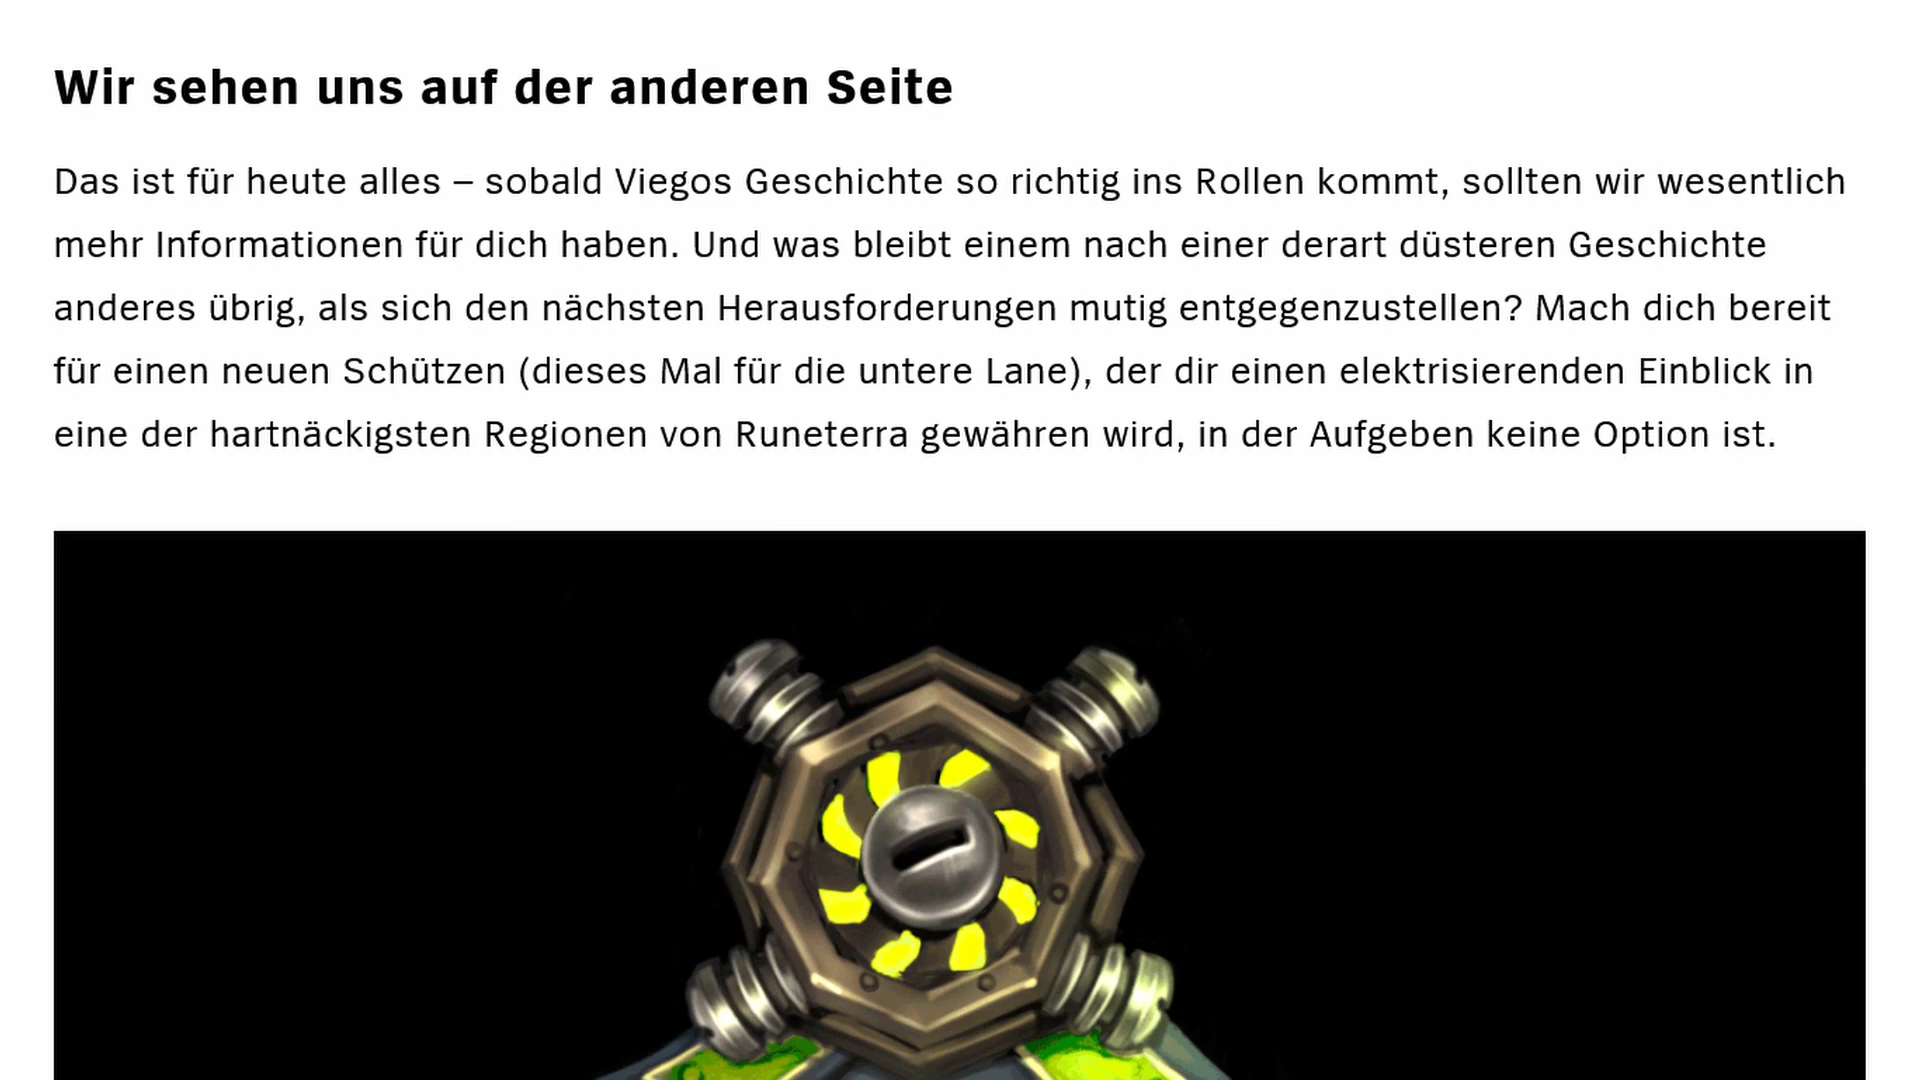 Wir sehen uns auf der anderen Seite
Das ist für heute alles – sobald Viegos Geschichte so richtig ins Rollen kommt, sollten wir wesentlich
mehr Informationen für dich haben. Und was bleibt einem nach einer derart düsteren Geschichte
anderes übrig, als sich den nächsten Herausforderungen mutig entgegenzustellen? Mach dich bereit
für einen neuen Schützen (dieses Mal für die untere Lane), der dir einen elektrisierenden Einblick in
eine der hartnäckigsten Regionen von Runeterra gewähren wird, in der Aufgeben keine Option ist.